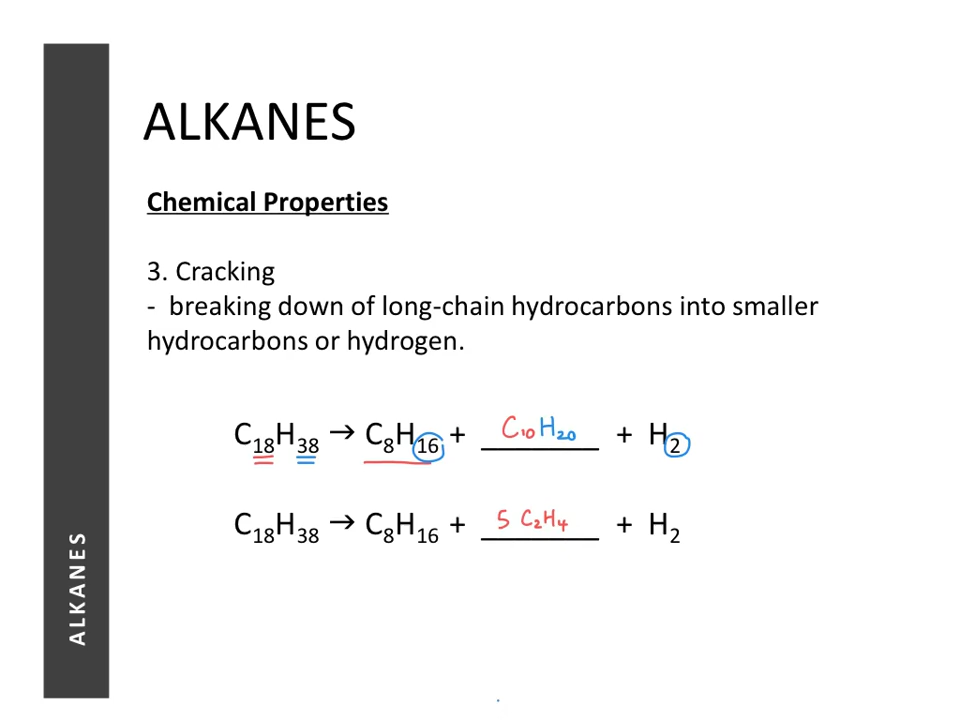 ALKANES
Chemical Properties
3. Cracking
- breaking down of long-chain hydrocarbons into smaller
hydrocarbons or hydrogen.
C₁₈H₃₈ → C₈H₁₆ + C₁₀H₂₀ + H₂
C₁₈H₃₈ → C₈H₁₆ + 5 C₂H₄ + H₂
ALKANES